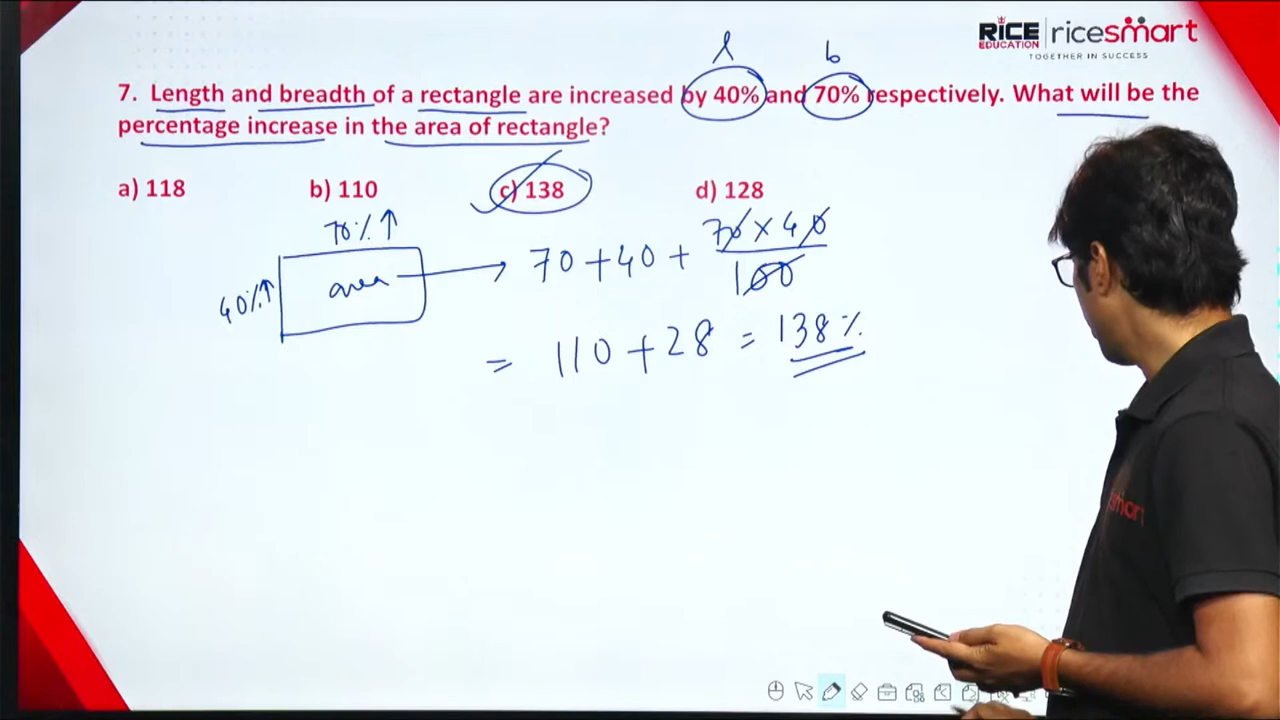 RICE EDUCATION ricesmart
TOGETHER IN SUCCESS
l b
7. Length and breadth of a rectangle are increased by 40% and 70% respectively. What will be the
percentage increase in the area of rectangle?
a) 118 b) 110 c) 138 d) 128
70% ↑
40% ↑ area → 70 + 40 + 70 × 40 / 100
= 110 + 28 = 138%
smart